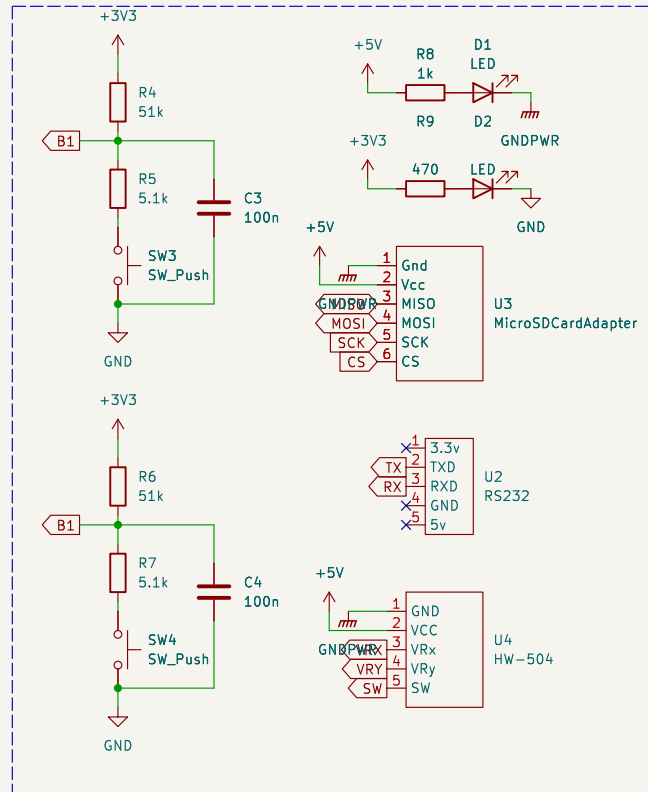 +3V3
R4
51k
B1
R5
5.1k
C3
100n
SW3
SW_Push
GND
+5V
R8
1k
D1
LED
GNDPWR
+3V3
R9
470
D2
LED
GND
+5V
GNDPWR
1 Gnd
2 Vcc
MISO 3 MISO
MOSI 4 MOSI
SCK 5 SCK
CS 6 CS
U3
MicroSDCardAdapter
+3V3
R6
51k
B1
R7
5.1k
C4
100n
SW4
SW_Push
GND
1 3.3v
TX 2 TXD
RX 3 RXD
4 GND
5 5v
U2
RS232
+5V
GNDPWR
1 GND
2 VCC
VRX 3 VRx
VRY 4 VRy
SW 5 SW
U4
HW-504